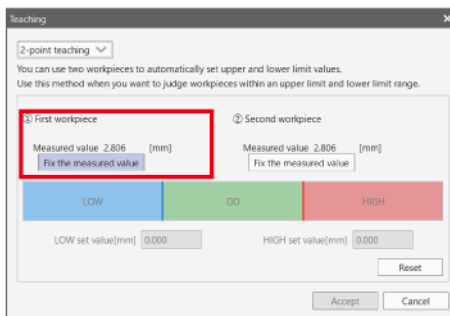 Teaching
2-point teaching
You can use two workpieces to automatically set upper and lower limit values.
Use this method when you want to judge workpieces within an upper limit and lower limit range.
① First workpiece
② Second workpiece
Measured value 2.806 [mm]
Measured value 2.806 [mm]
Fix the measured value
Fix the measured value
LOW GO HIGH
LOW set value[mm] 0.000
HIGH set value[mm] 0.000
Reset
Accept Cancel